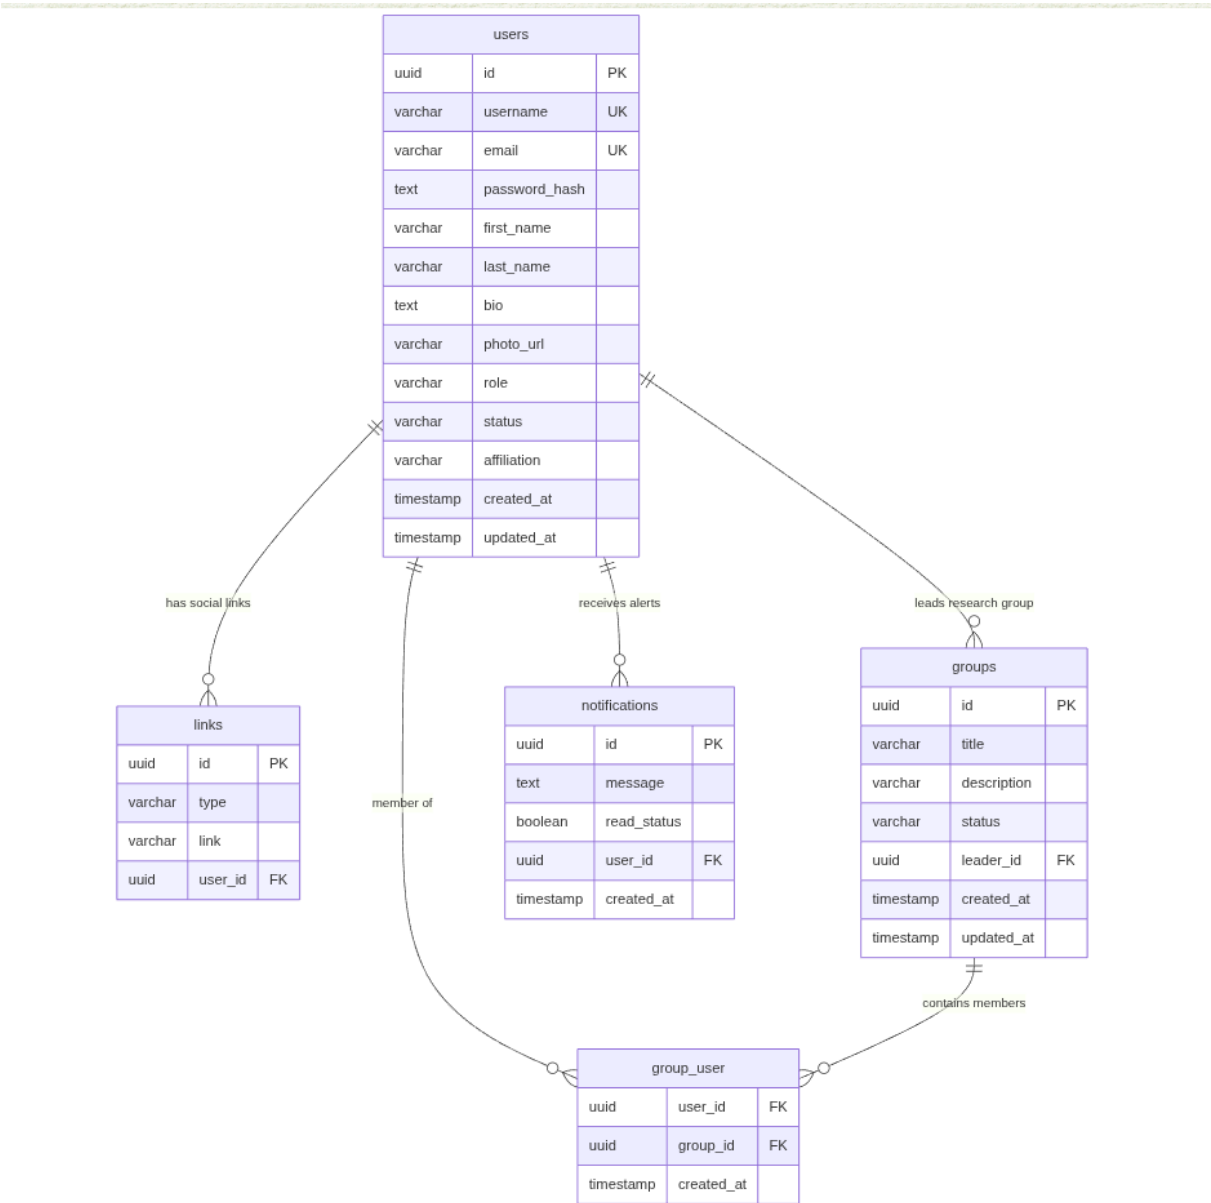 users
uuid id PK
varchar username UK
varchar email UK
text password_hash
varchar first_name
varchar last_name
text bio
varchar photo_url
varchar role
varchar status
varchar affiliation
timestamp created_at
timestamp updated_at
has social links
receives alerts
leads research group
links
uuid id PK
varchar type
varchar link
uuid user_id FK
member of
notifications
uuid id PK
text message
boolean read_status
uuid user_id FK
timestamp created_at
groups
uuid id PK
varchar title
varchar description
varchar status
uuid leader_id FK
timestamp created_at
timestamp updated_at
contains members
group_user
uuid user_id FK
uuid group_id FK
timestamp created_at